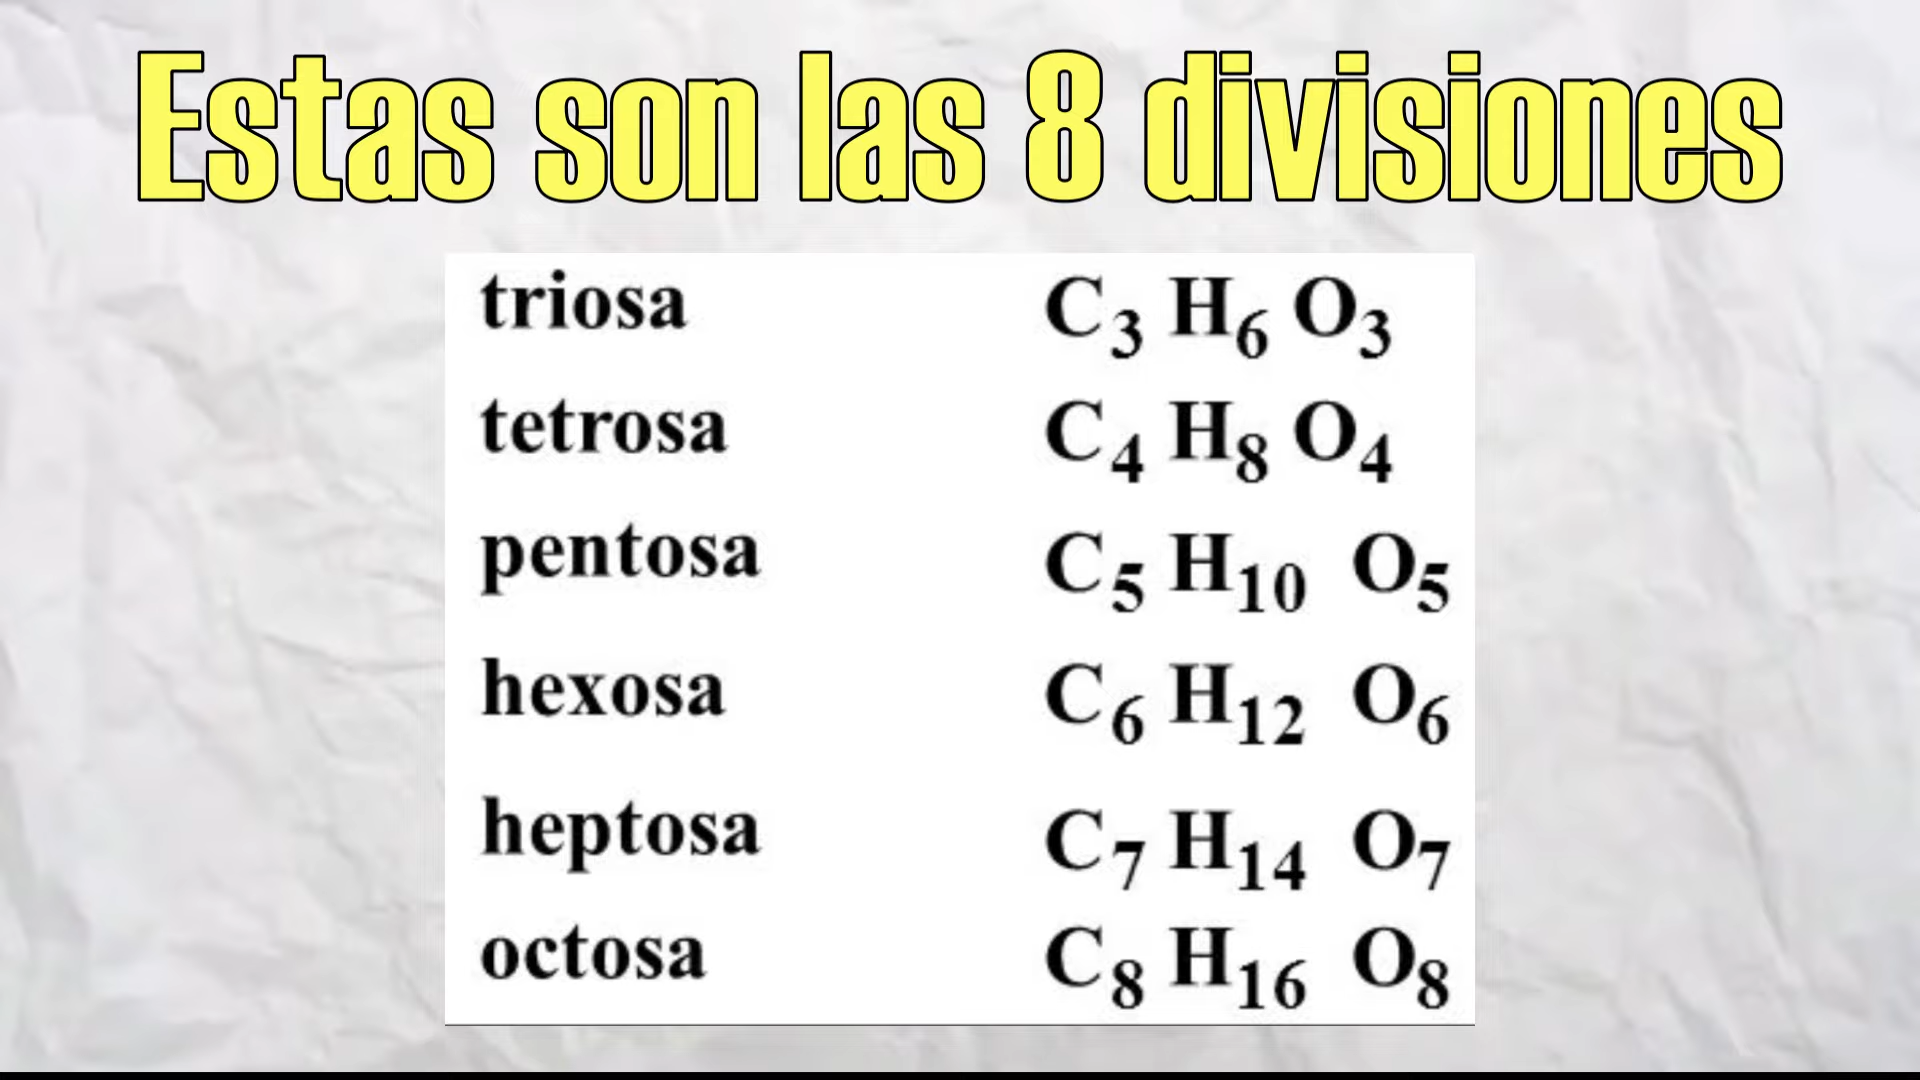 Estas son las 8 divisiones
triosa C₃ H₆ O₃
tetrosa C₄ H₈ O₄
pentosa C₅ H₁₀ O₅
hexosa C₆ H₁₂ O₆
heptosa C₇ H₁₄ O₇
octosa C₈ H₁₆ O₈